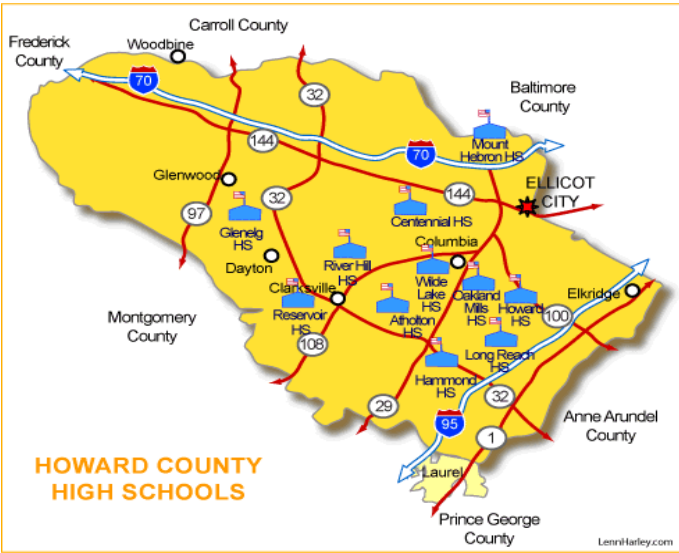 Carroll County
Frederick
County
Woodbine
70
32
Baltimore
County
144
70
Mount
Hebron HS
Glenwood
ELLICOT
CITY
97
32
144
Glenelg
HS
Centennial HS
Columbia
Dayton
River Hill
HS
Wilde
Lake
HS
Oakland
Mills
HS
Howard
HS
Elkridge
Clarksville
Reservoir
HS
Atholton
HS
100
Montgomery
County
108
Long Reach
HS
Hammond
HS
32
29
95
1
Anne Arundel
County
HOWARD COUNTY
HIGH SCHOOLS
Laurel
Prince George
County
LennHarley.com